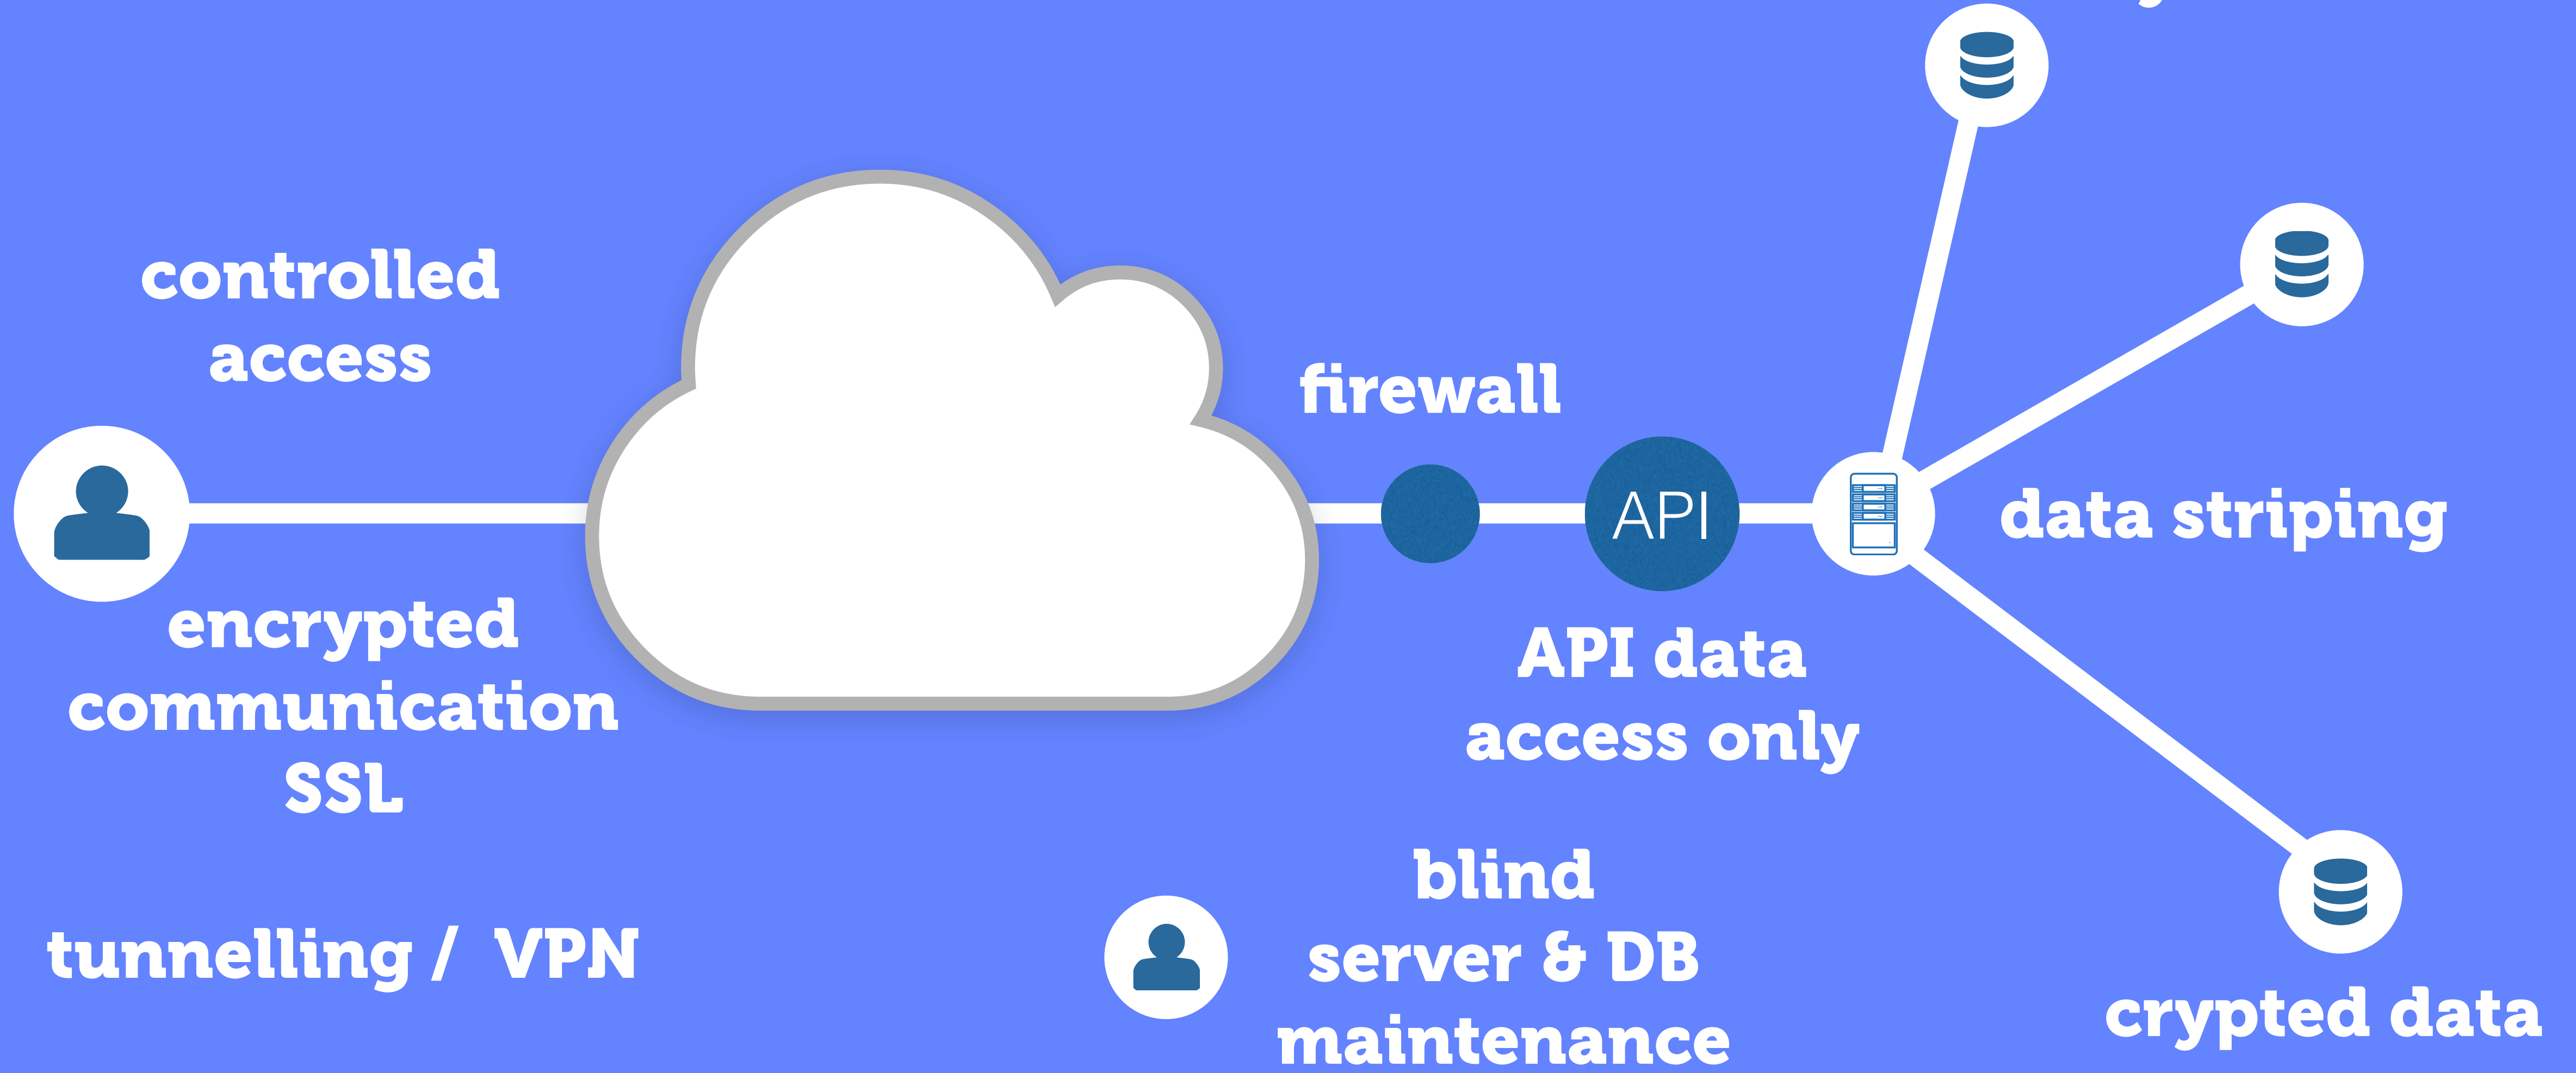 controlled
access
encrypted
communication
SSL
tunnelling / VPN
firewall
API
API data
access only
blind
server & DB
maintenance
data striping
crypted data